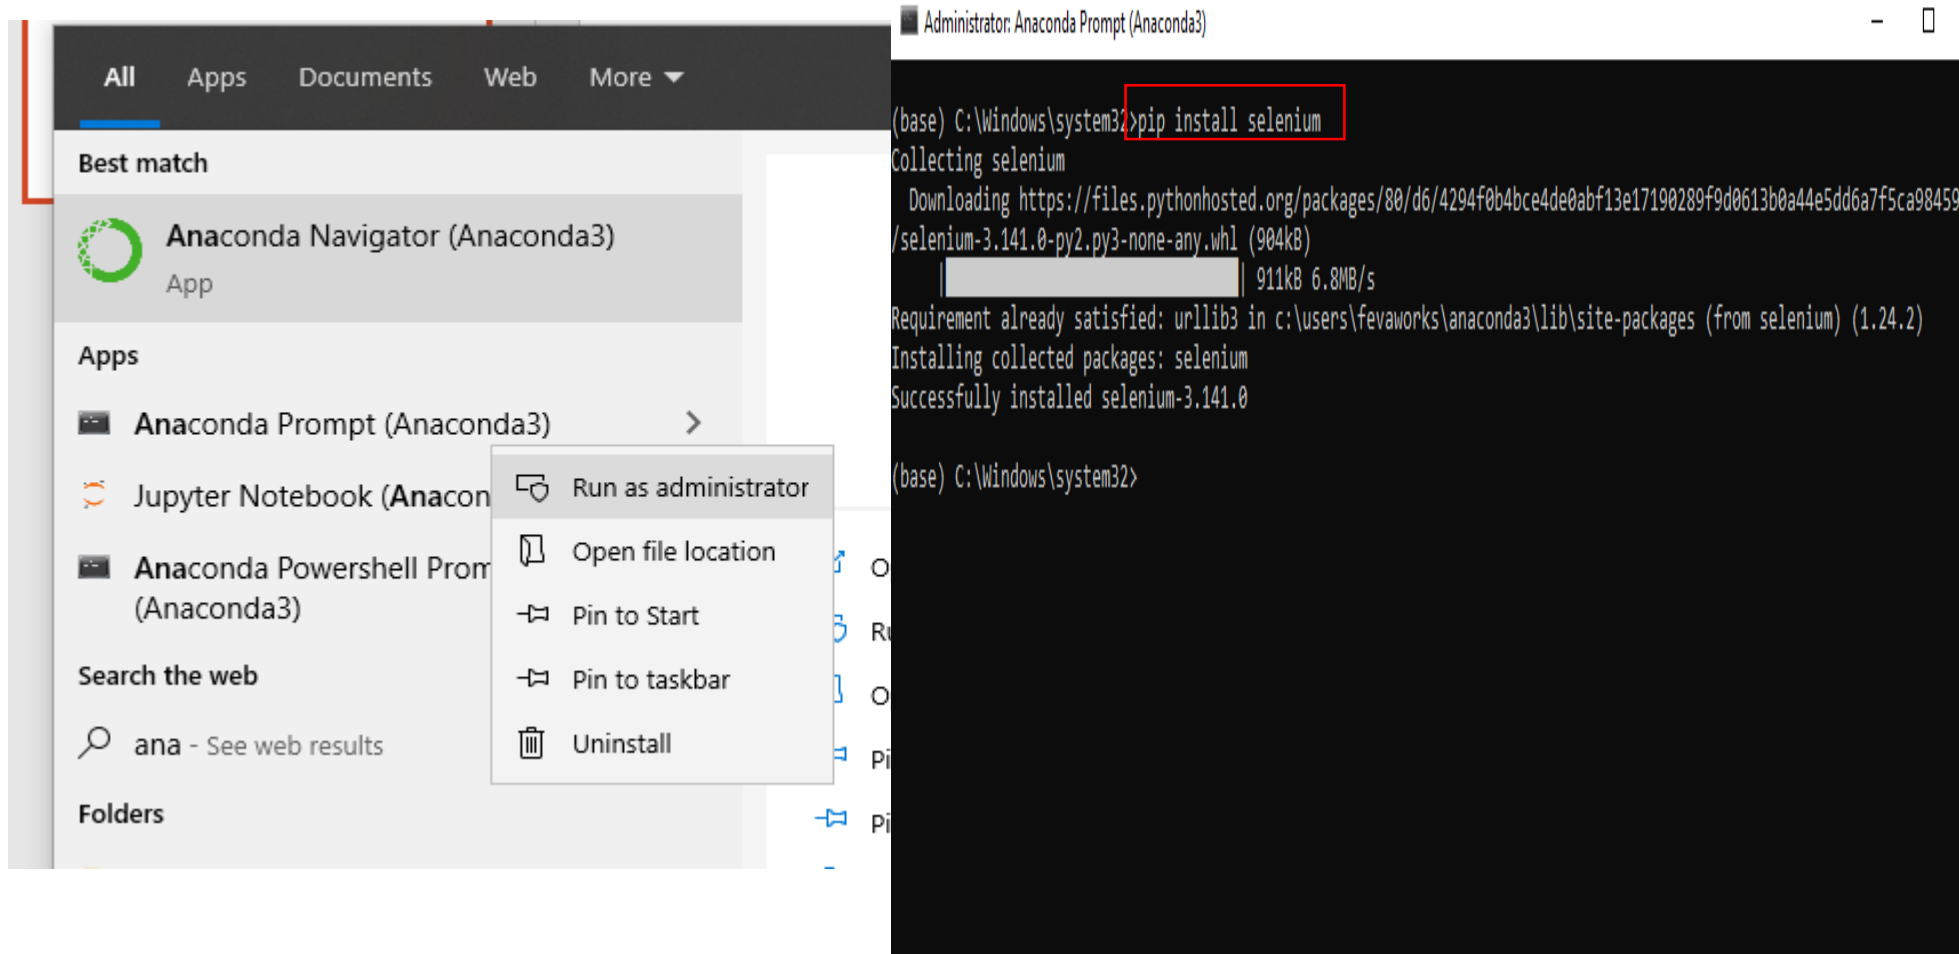 All Apps Documents Web More
Best match
Anaconda Navigator (Anaconda3)
App
Apps
Anaconda Prompt (Anaconda3)
Jupyter Notebook (Anacon
Anaconda Powershell Prom
(Anaconda3)
Search the web
ana - See web results
Folders
Run as administrator
Open file location
Pin to Start
Pin to taskbar
Uninstall
O
Ru
O
Pi
Pi
Administrator: Anaconda Prompt (Anaconda3)
(base) C:\Windows\system32>pip install selenium
Collecting selenium
Downloading https://files.pythonhosted.org/packages/80/d6/4294f0b4bce4de0abf13e17190289f9d0613b0a44e5dd6a7f5ca98459
/selenium-3.141.0-py2.py3-none-any.whl (904kB)
| | 911kB 6.8MB/s
Requirement already satisfied: urllib3 in c:\users\fevaworks\anaconda3\lib\site-packages (from selenium) (1.24.2)
Installing collected packages: selenium
Successfully installed selenium-3.141.0
(base) C:\Windows\system32>